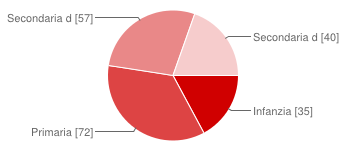 Secondaria d [57]
Secondaria d [40]
Infanzia [35]
Primaria [72]